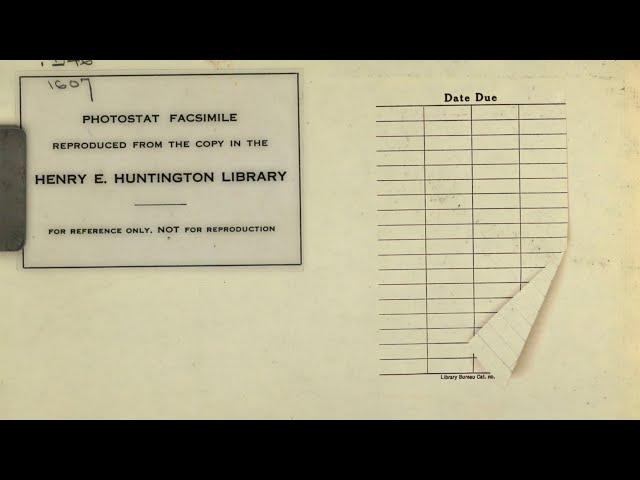 1607
PHOTOSTAT FACSIMILE
REPRODUCED FROM THE COPY IN THE
HENRY E. HUNTINGTON LIBRARY
FOR REFERENCE ONLY. NOT FOR REPRODUCTION
Date Due
Library Bureau Cat. no.